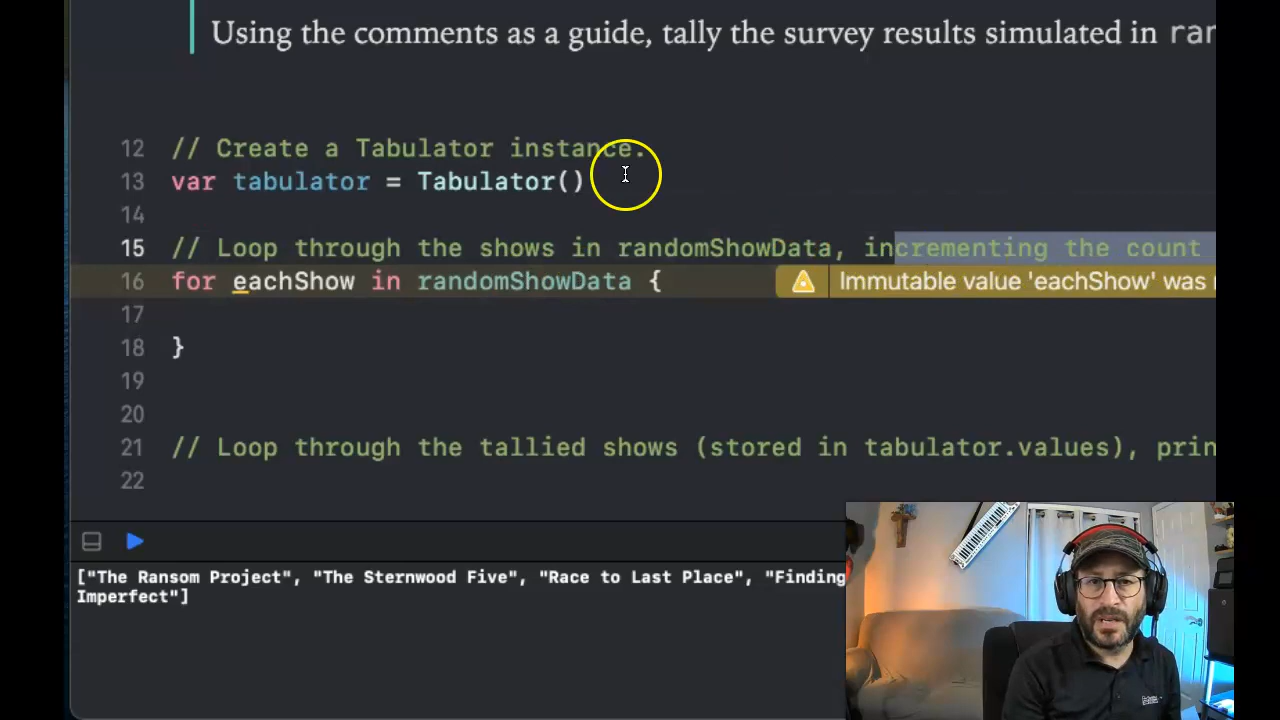 Using the comments as a guide, tally the survey results simulated in ran
12 // Create a Tabulator instance.
13 var tabulator = Tabulator()
14
15 // Loop through the shows in randomShowData, incrementing the count
16 for eachShow in randomShowData { Immutable value 'eachShow' was
17
18 }
19
20
21 // Loop through the tallied shows (stored in tabulator.values), prin
22
["The Ransom Project", "The Sternwood Five", "Race to Last Place", "Finding
Imperfect"]